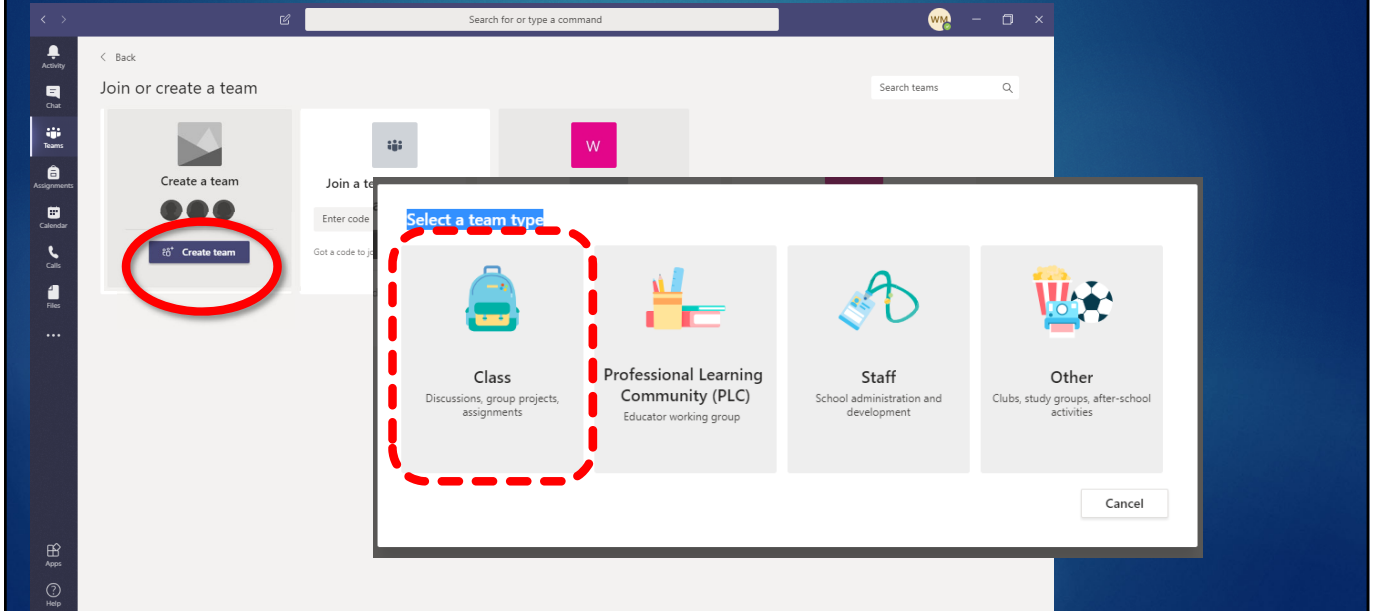 Search for or type a command
WM
Activity
Chat
Teams
Assignments
Calendar
Calls
Files
Apps
Help
Back
Join or create a team
Search teams
Create a team
Create team
Join a te
Enter code
Got a code to jo
W
Select a team type
Class
Discussions, group projects,
assignments
Professional Learning
Community (PLC)
Educator working group
Staff
School administration and
development
Other
Clubs, study groups, after-school
activities
Cancel